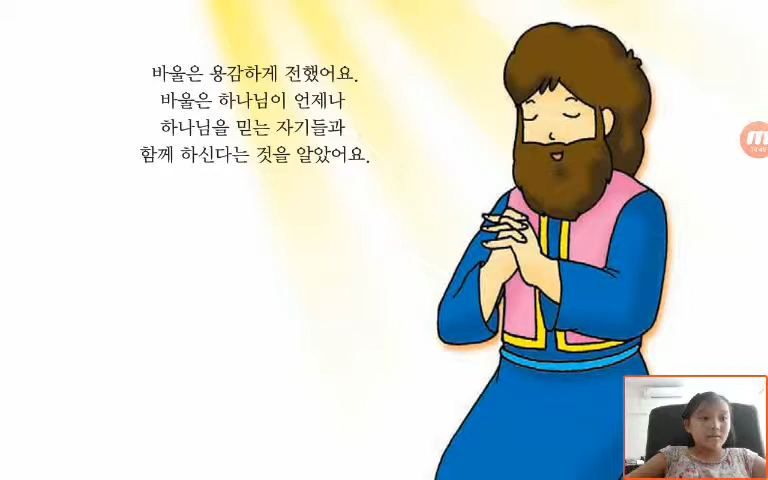 바울은 용감하게 전했어요.
바울은 하나님이 언제나
하나님을 믿는 자기들과
함께 하신다는 것을 알았어요.